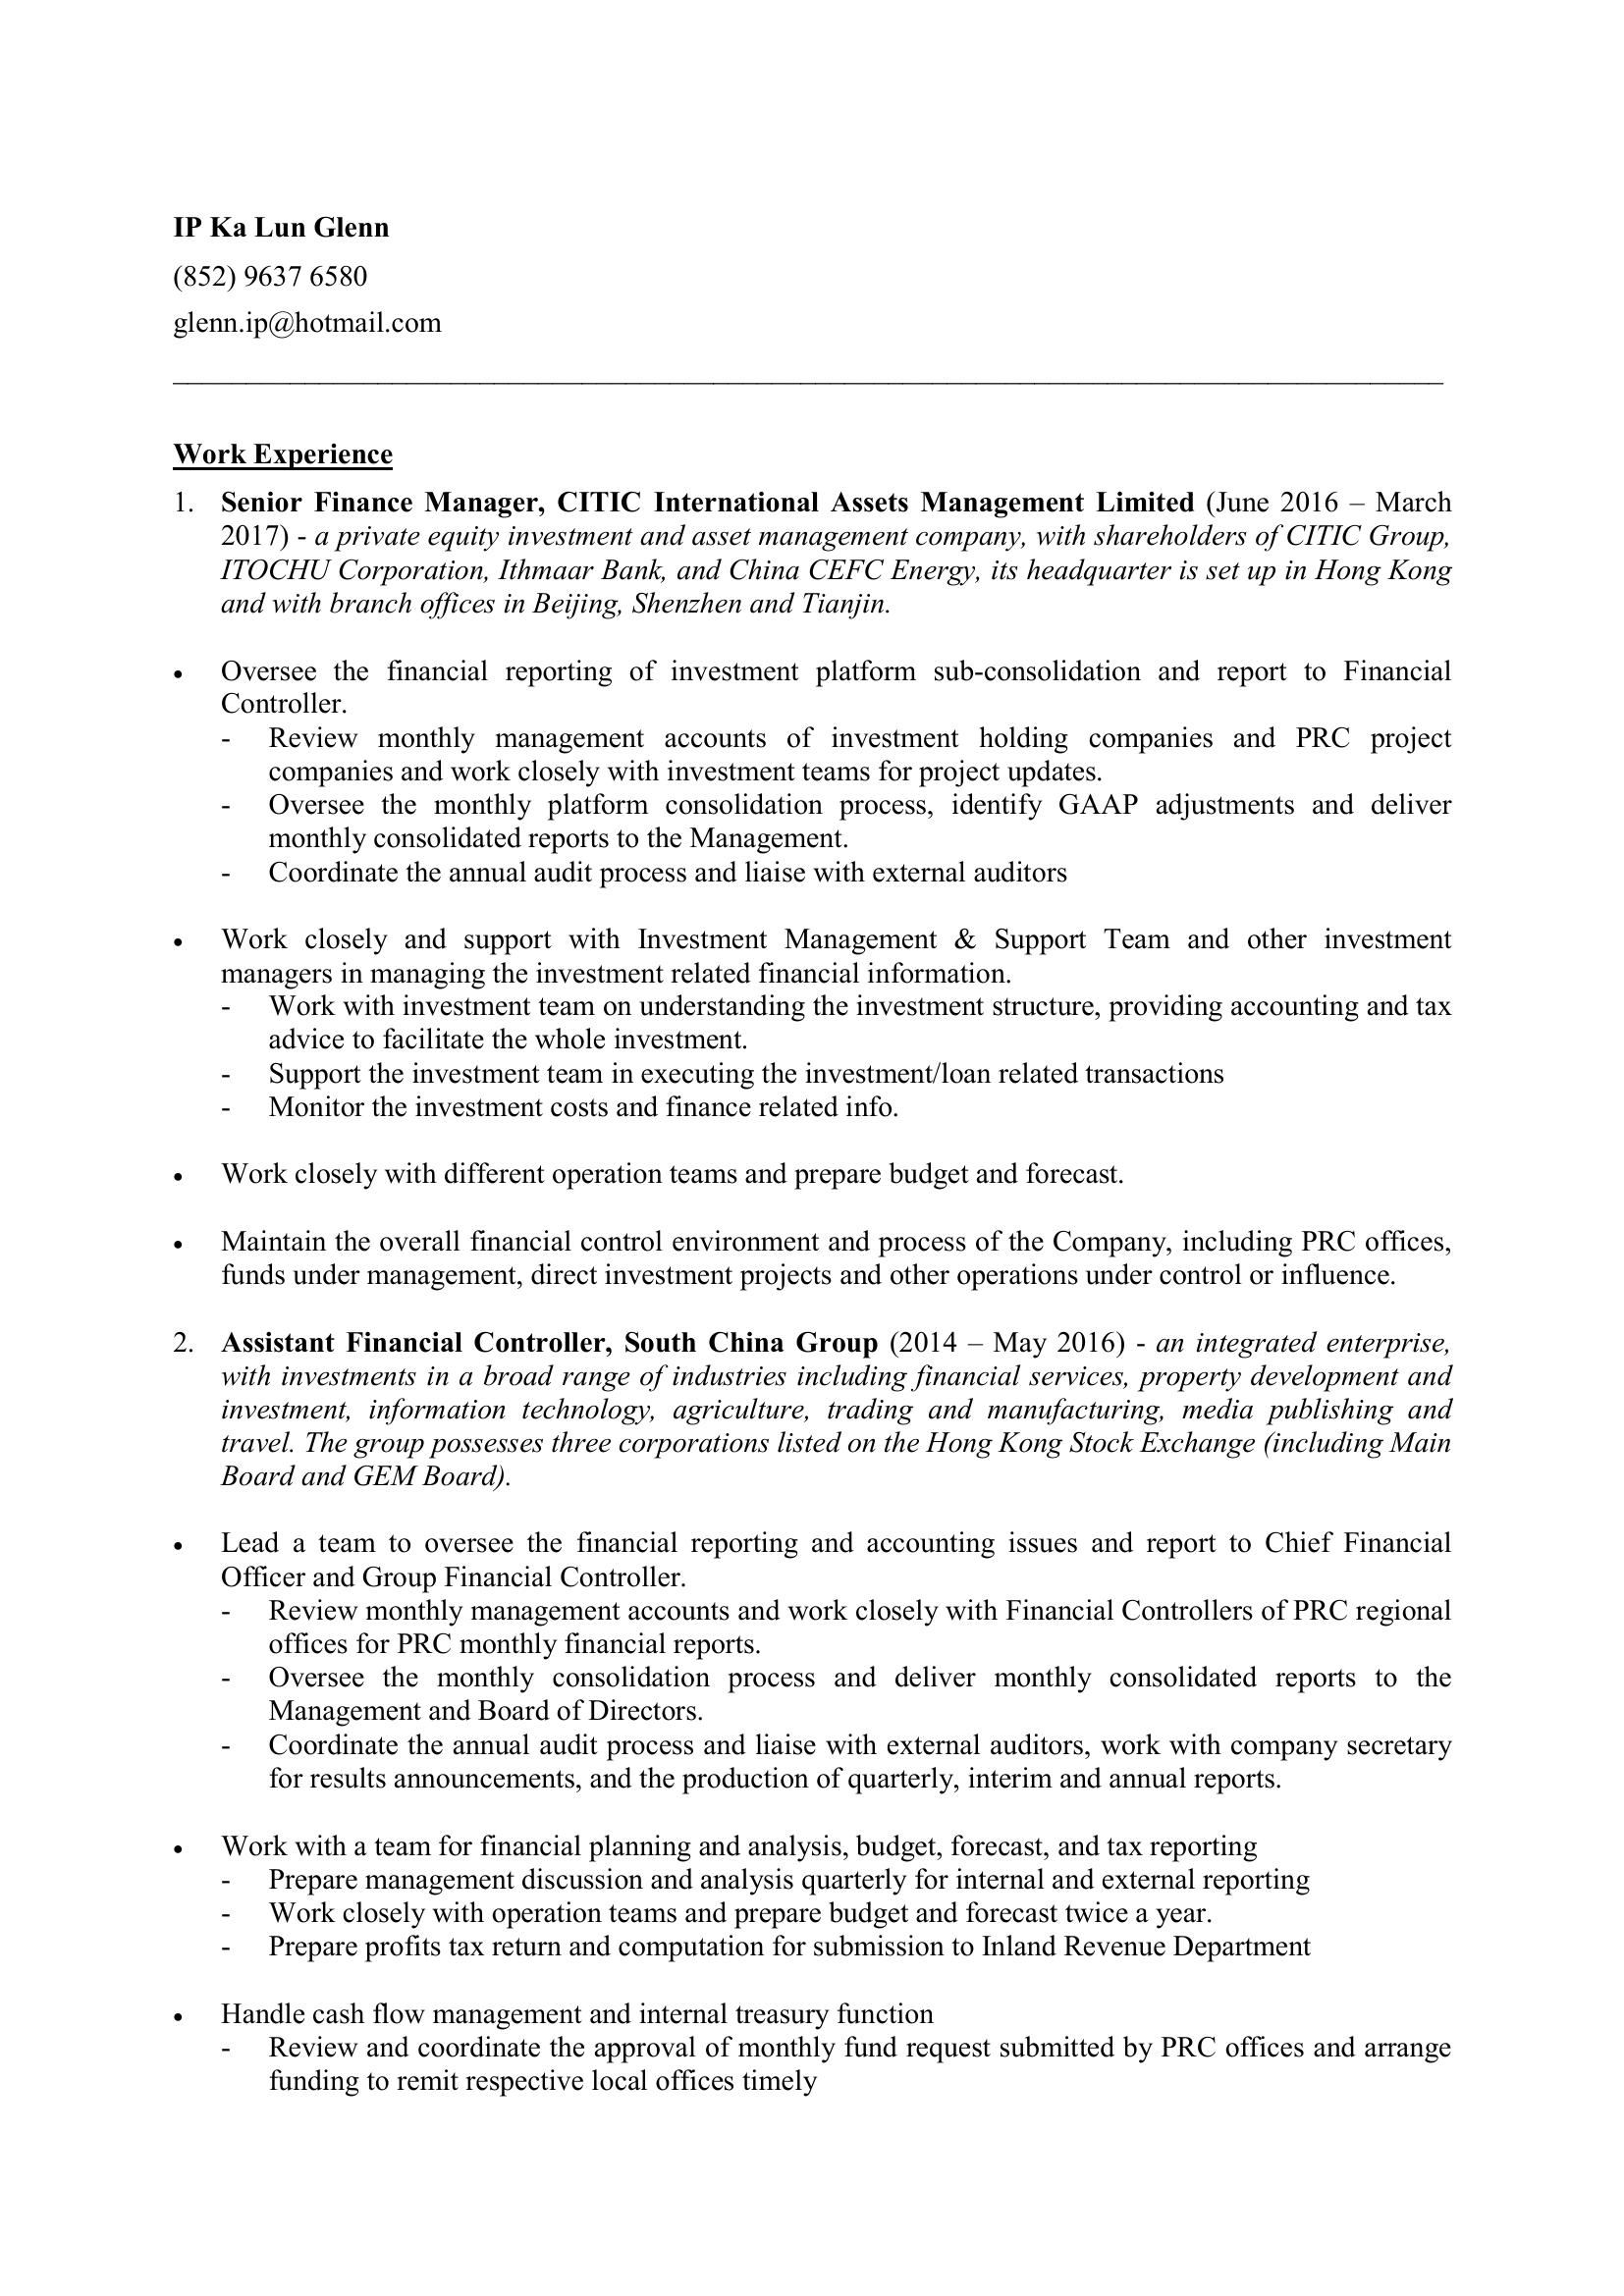 IP Ka Lun Glenn
(852) 9637 6580
glenn.ip@hotmail.com
Work Experience
1. Senior Finance Manager, CITIC International Assets Management Limited (June 2016 – March
2017) - a private equity investment and asset management company, with shareholders of CITIC Group,
ITOCHU Corporation, Ithmaar Bank, and China CEFC Energy, its headquarter is set up in Hong Kong
and with branch offices in Beijing, Shenzhen and Tianjin.
• Oversee the financial reporting of investment platform sub-consolidation and report to Financial
Controller.
- Review monthly management accounts of investment holding companies and PRC project
companies and work closely with investment teams for project updates.
- Oversee the monthly platform consolidation process, identify GAAP adjustments and deliver
monthly consolidated reports to the Management.
- Coordinate the annual audit process and liaise with external auditors
• Work closely and support with Investment Management & Support Team and other investment
managers in managing the investment related financial information.
- Work with investment team on understanding the investment structure, providing accounting and tax
advice to facilitate the whole investment.
- Support the investment team in executing the investment/loan related transactions
- Monitor the investment costs and finance related info.
• Work closely with different operation teams and prepare budget and forecast.
• Maintain the overall financial control environment and process of the Company, including PRC offices,
funds under management, direct investment projects and other operations under control or influence.
2. Assistant Financial Controller, South China Group (2014 – May 2016) - an integrated enterprise,
with investments in a broad range of industries including financial services, property development and
investment, information technology, agriculture, trading and manufacturing, media publishing and
travel. The group possesses three corporations listed on the Hong Kong Stock Exchange (including Main
Board and GEM Board).
• Lead a team to oversee the financial reporting and accounting issues and report to Chief Financial
Officer and Group Financial Controller.
- Review monthly management accounts and work closely with Financial Controllers of PRC regional
offices for PRC monthly financial reports.
- Oversee the monthly consolidation process and deliver monthly consolidated reports to the
Management and Board of Directors.
- Coordinate the annual audit process and liaise with external auditors, work with company secretary
for results announcements, and the production of quarterly, interim and annual reports.
• Work with a team for financial planning and analysis, budget, forecast, and tax reporting
- Prepare management discussion and analysis quarterly for internal and external reporting
- Work closely with operation teams and prepare budget and forecast twice a year.
- Prepare profits tax return and computation for submission to Inland Revenue Department
• Handle cash flow management and internal treasury function
- Review and coordinate the approval of monthly fund request submitted by PRC offices and arrange
funding to remit respective local offices timely